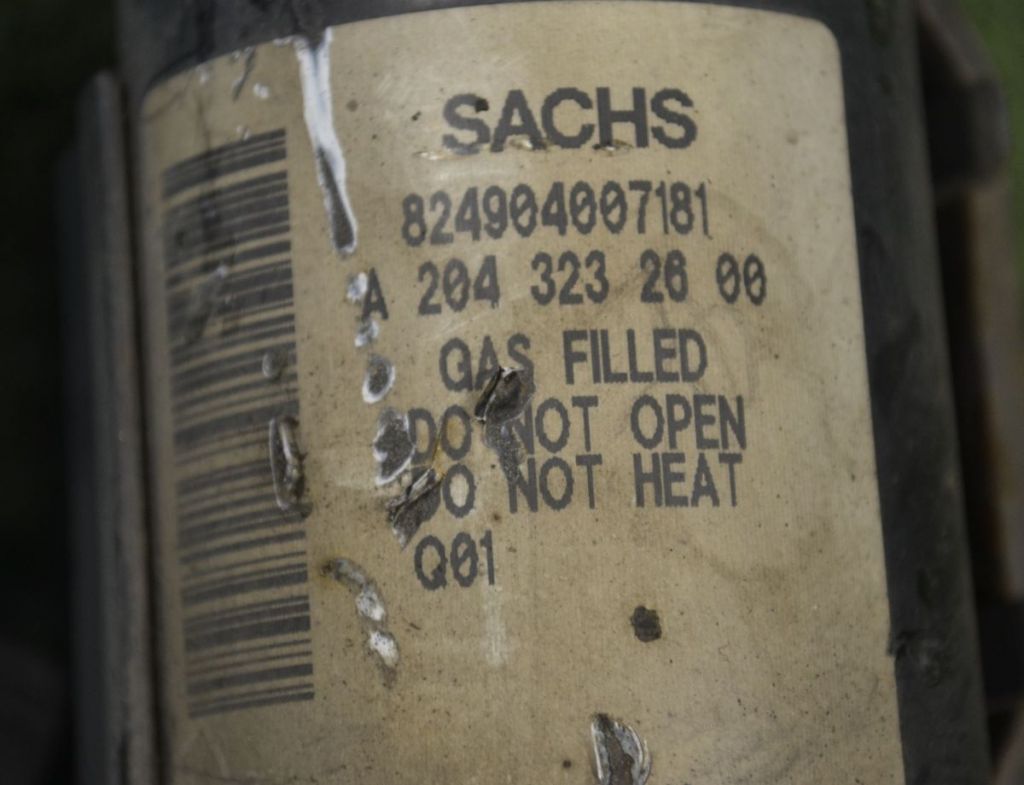 SACHS
824904007181
A 204 323 26 00
GAS FILLED
DO NOT OPEN
DO NOT HEAT
Q01